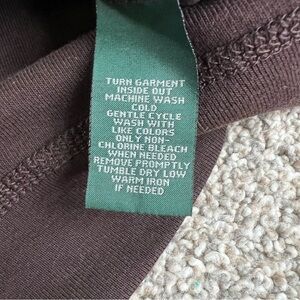 TURN GARMENT
INSIDE OUT
MACHINE WASH
COLD
GENTLE CYCLE
WASH WITH
LIKE COLORS
ONLY NON-
CHLORINE BLEACH
WHEN NEEDED
REMOVE PROMPTLY
TUMBLE DRY LOW
WARM IRON
IF NEEDED